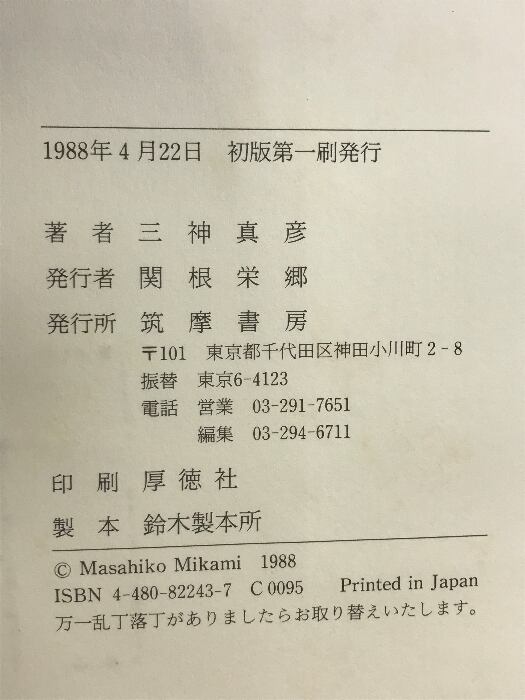 1988年4月22日　初版第一刷発行
著者　三神真彦
発行者　関根栄郷
発行所　筑摩書房
〒101　東京都千代田区神田小川町2-8
振替　東京6-4123
電話　営業　03-291-7651
編集　03-294-6711
印刷　厚徳社
製本　鈴木製本所
© Masahiko Mikami 1988
ISBN 4-480-82243-7 C0095 Printed in Japan
万一乱丁落丁がありましたらお取り替えいたします。